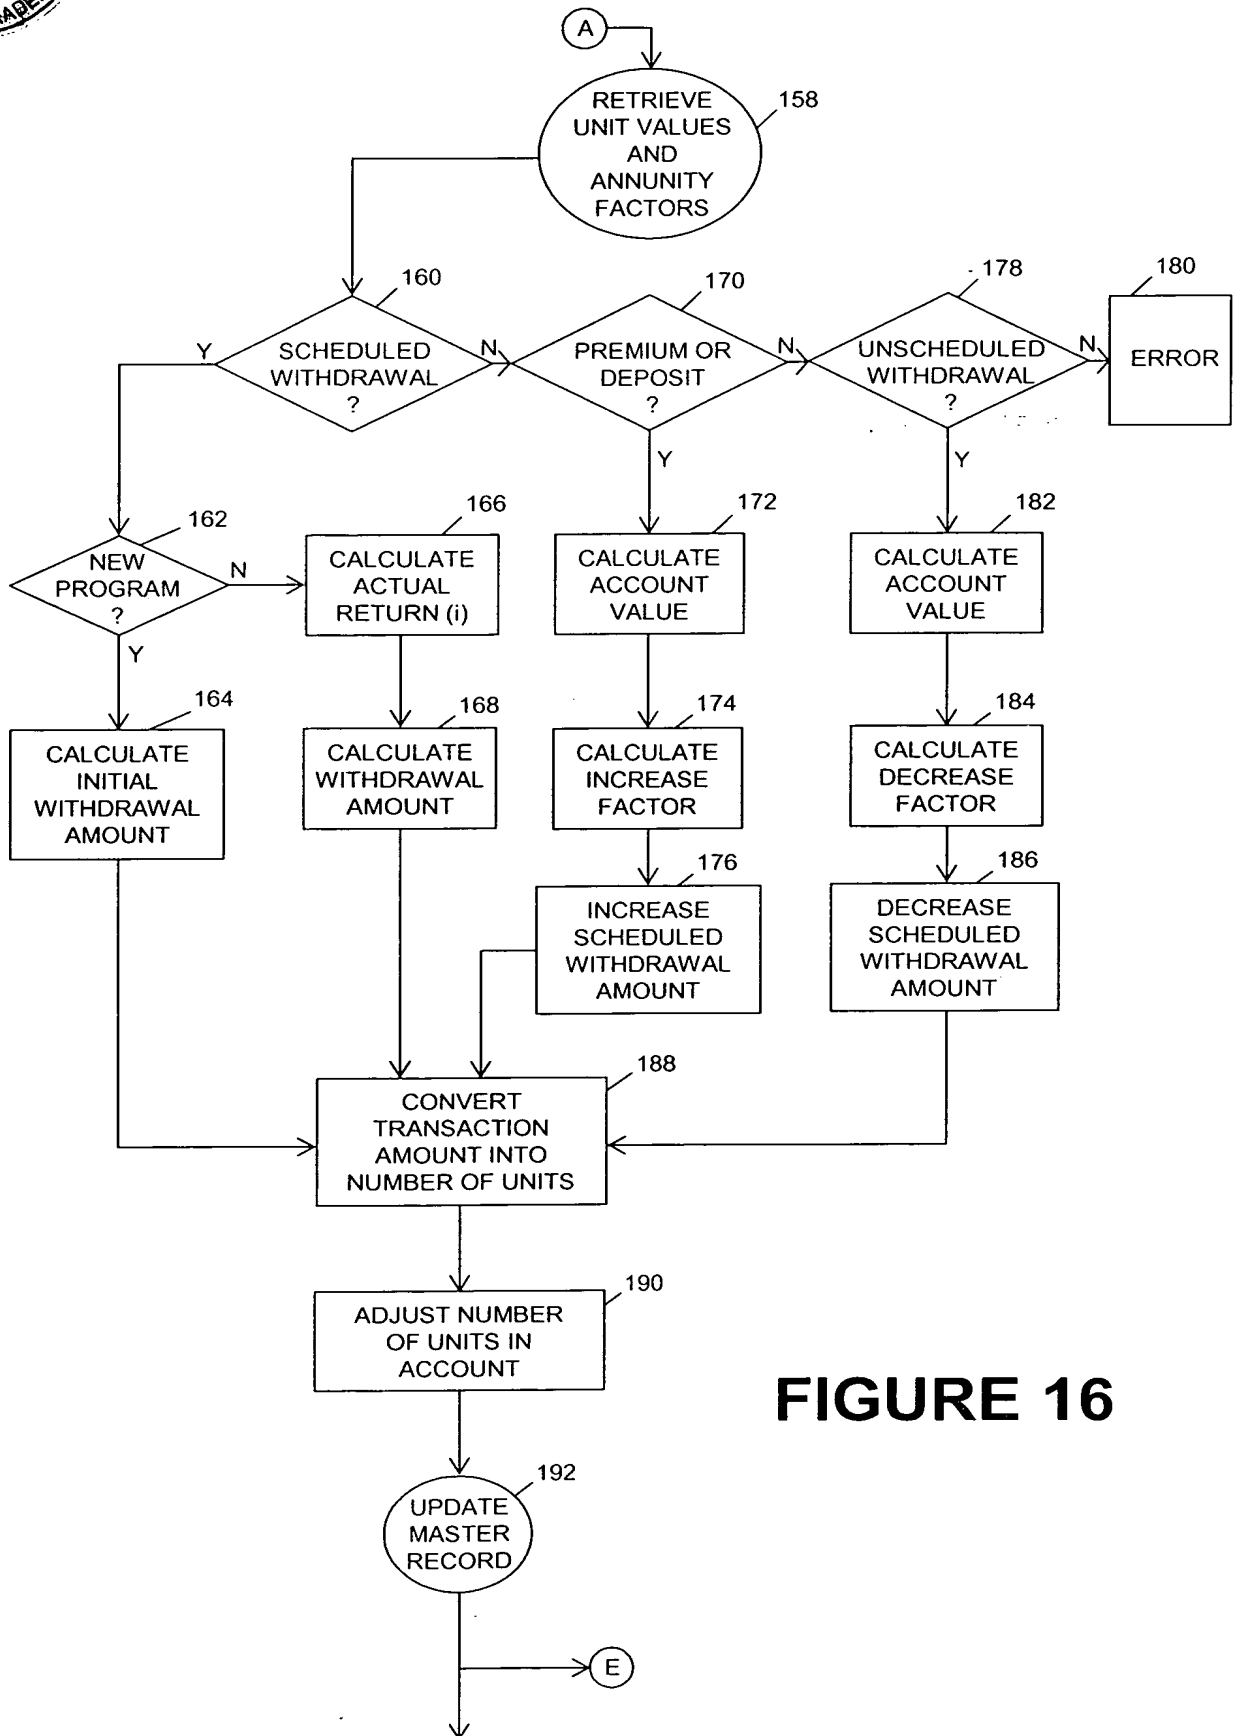 A
RETRIEVE
UNIT VALUES
AND
ANNUNITY
FACTORS
158
160
SCHEDULED
WITHDRAWAL
?
Y
N
170
PREMIUM OR
DEPOSIT
?
N
Y
178
UNSCHEDULED
WITHDRAWAL
?
N
Y
180
ERROR
162
NEW
PROGRAM
?
N
Y
166
CALCULATE
ACTUAL
RETURN (i)
172
CALCULATE
ACCOUNT
VALUE
182
CALCULATE
ACCOUNT
VALUE
164
CALCULATE
INITIAL
WITHDRAWAL
AMOUNT
168
CALCULATE
WITHDRAWAL
AMOUNT
174
CALCULATE
INCREASE
FACTOR
184
CALCULATE
DECREASE
FACTOR
176
INCREASE
SCHEDULED
WITHDRAWAL
AMOUNT
186
DECREASE
SCHEDULED
WITHDRAWAL
AMOUNT
188
CONVERT
TRANSACTION
AMOUNT INTO
NUMBER OF UNITS
190
ADJUST NUMBER
OF UNITS IN
ACCOUNT
FIGURE 16
192
UPDATE
MASTER
RECORD
E